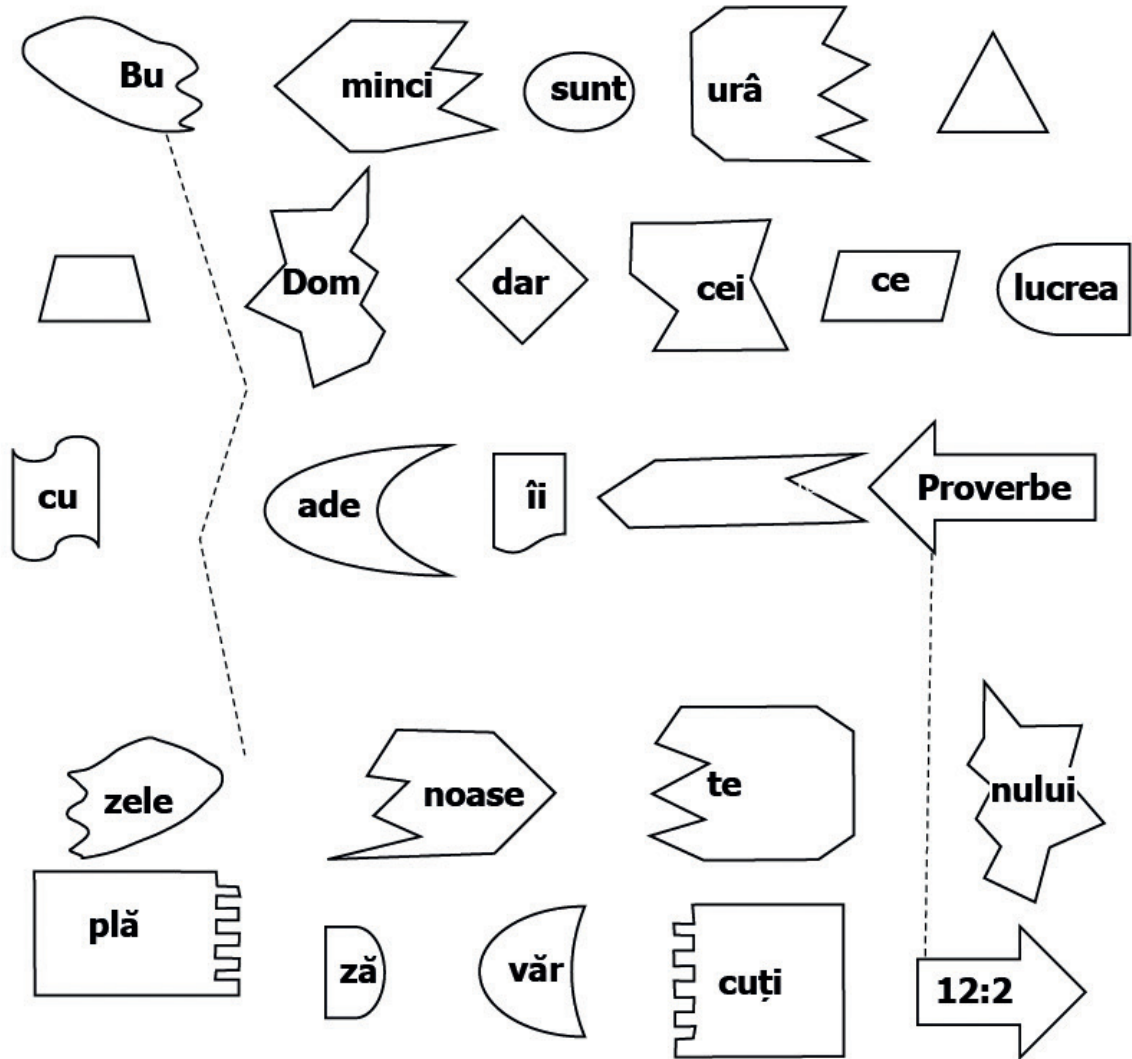 Bu minci sunt urâ
Dom dar cei ce lucrea
cu ade îi Proverbe
zele noase te nului
plă ză văr cuți 12:2